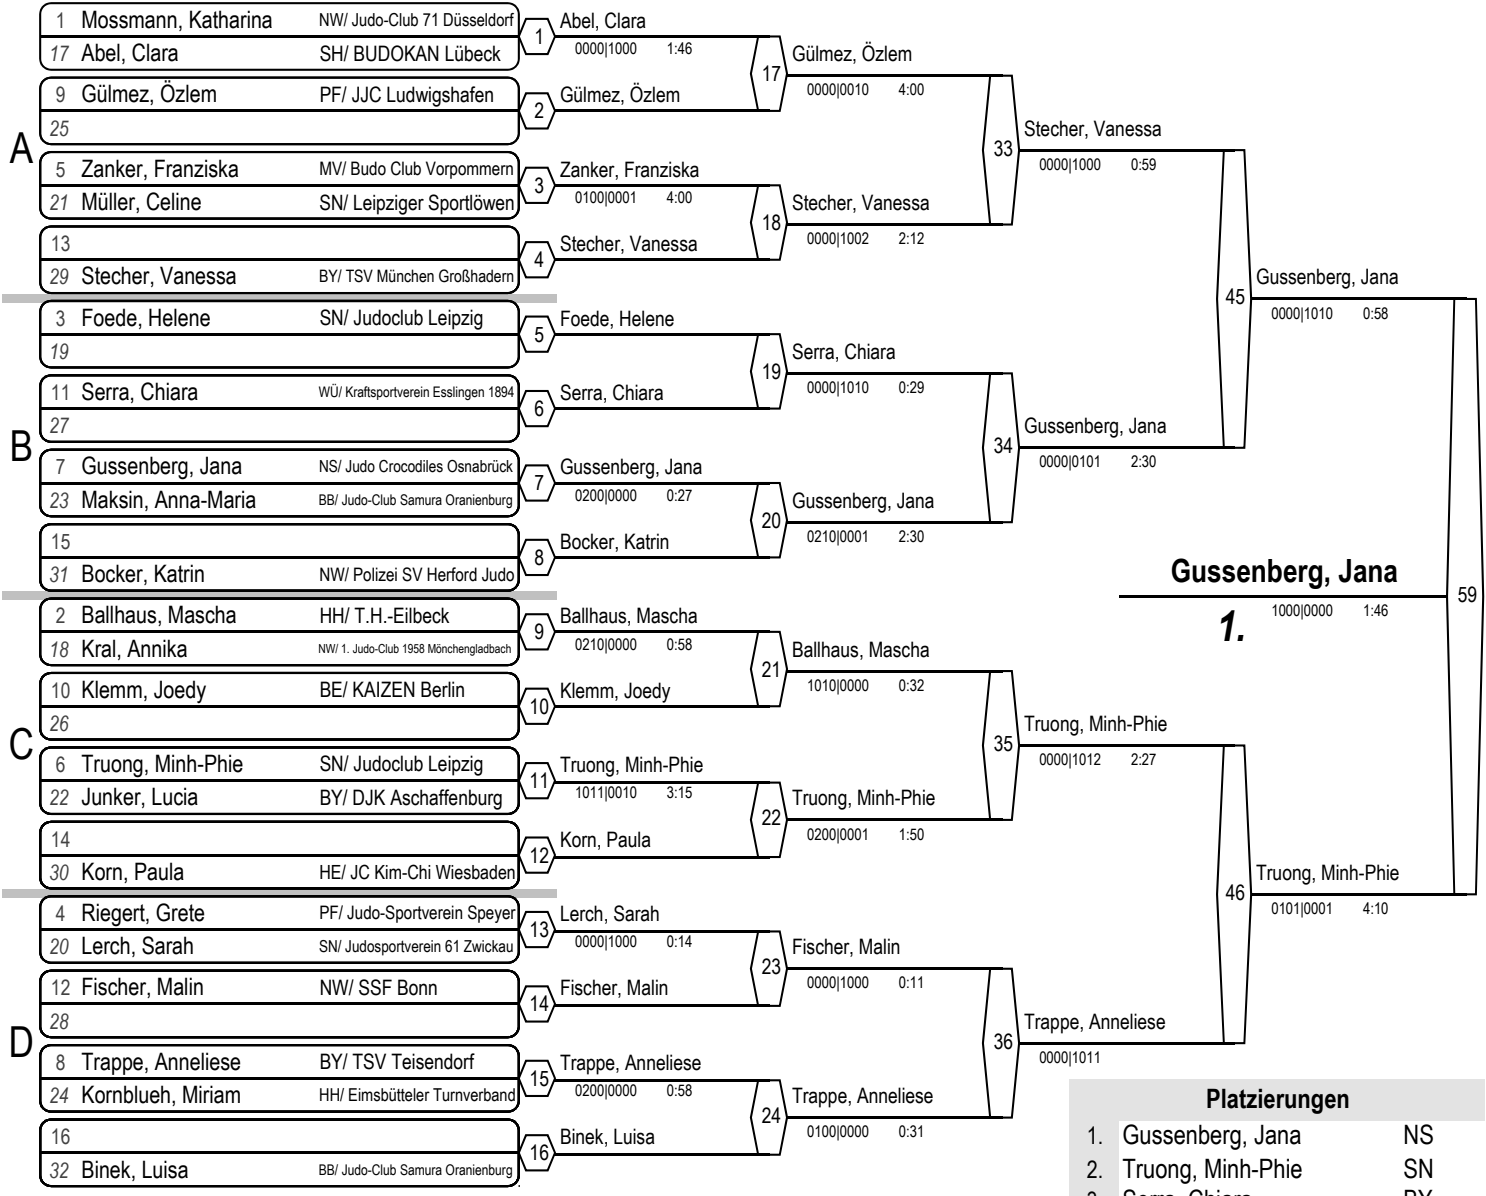 1 Mossmann, Katharina NW/ Judo-Club 71 Düsseldorf
17 Abel, Clara SH/ BUDOKAN Lübeck
1 Abel, Clara
0000|1000 1:46
9 Gülmez, Özlem PF/ JJC Ludwigshafen
25
2 Gülmez, Özlem
17 Gülmez, Özlem
0000|0010 4:00
A
5 Zanker, Franziska MV/ Budo Club Vorpommern
21 Müller, Celine SN/ Leipziger Sportlöwen
3 Zanker, Franziska
0100|0001 4:00
13
29 Stecher, Vanessa BY/ TSV München Großhadern
4 Stecher, Vanessa
18 Stecher, Vanessa
0000|1002 2:12
33 Stecher, Vanessa
0000|1000 0:59
3 Foede, Helene SN/ Judoclub Leipzig
19
5 Foede, Helene
11 Serra, Chiara WÜ/ Kraftsportverein Esslingen 1894
27
6 Serra, Chiara
19 Serra, Chiara
0000|1010 0:29
B
7 Gussenberg, Jana NS/ Judo Crocodiles Osnabrück
23 Maksin, Anna-Maria BB/ Judo-Club Samura Oranienburg
7 Gussenberg, Jana
0200|0000 0:27
15
31 Bocker, Katrin NW/ Polizei SV Herford Judo
8 Bocker, Katrin
20 Gussenberg, Jana
0210|0001 2:30
34 Gussenberg, Jana
0000|0101 2:30
45 Gussenberg, Jana
0000|1010 0:58
2 Ballhaus, Mascha HH/ T.H.-Eilbeck
18 Kral, Annika NW/ 1. Judo-Club 1958 Mönchengladbach
9 Ballhaus, Mascha
0210|0000 0:58
10 Klemm, Joedy BE/ KAIZEN Berlin
26
10 Klemm, Joedy
21 Ballhaus, Mascha
1010|0000 0:32
C
6 Truong, Minh-Phie SN/ Judoclub Leipzig
22 Junker, Lucia BY/ DJK Aschaffenburg
11 Truong, Minh-Phie
1011|0010 3:15
14
30 Korn, Paula HE/ JC Kim-Chi Wiesbaden
12 Korn, Paula
22 Truong, Minh-Phie
0200|0001 1:50
35 Truong, Minh-Phie
0000|1012 2:27
4 Riegert, Grete PF/ Judo-Sportverein Speyer
20 Lerch, Sarah SN/ Judosportverein 61 Zwickau
13 Lerch, Sarah
0000|1000 0:14
12 Fischer, Malin NW/ SSF Bonn
28
14 Fischer, Malin
23 Fischer, Malin
0000|1000 0:11
D
8 Trappe, Anneliese BY/ TSV Teisendorf
24 Kornblueh, Miriam HH/ Eimsbütteler Turnverband
15 Trappe, Anneliese
0200|0000 0:58
16
32 Binek, Luisa BB/ Judo-Club Samura Oranienburg
16 Binek, Luisa
24 Trappe, Anneliese
0100|0000 0:31
36 Trappe, Anneliese
0000|1011
46 Truong, Minh-Phie
0101|0001 4:10
59
Gussenberg, Jana
1. 1000|0000 1:46
Platzierungen
1. Gussenberg, Jana NS
2. Truong, Minh-Phie SN
3. Serra, Chiara BY